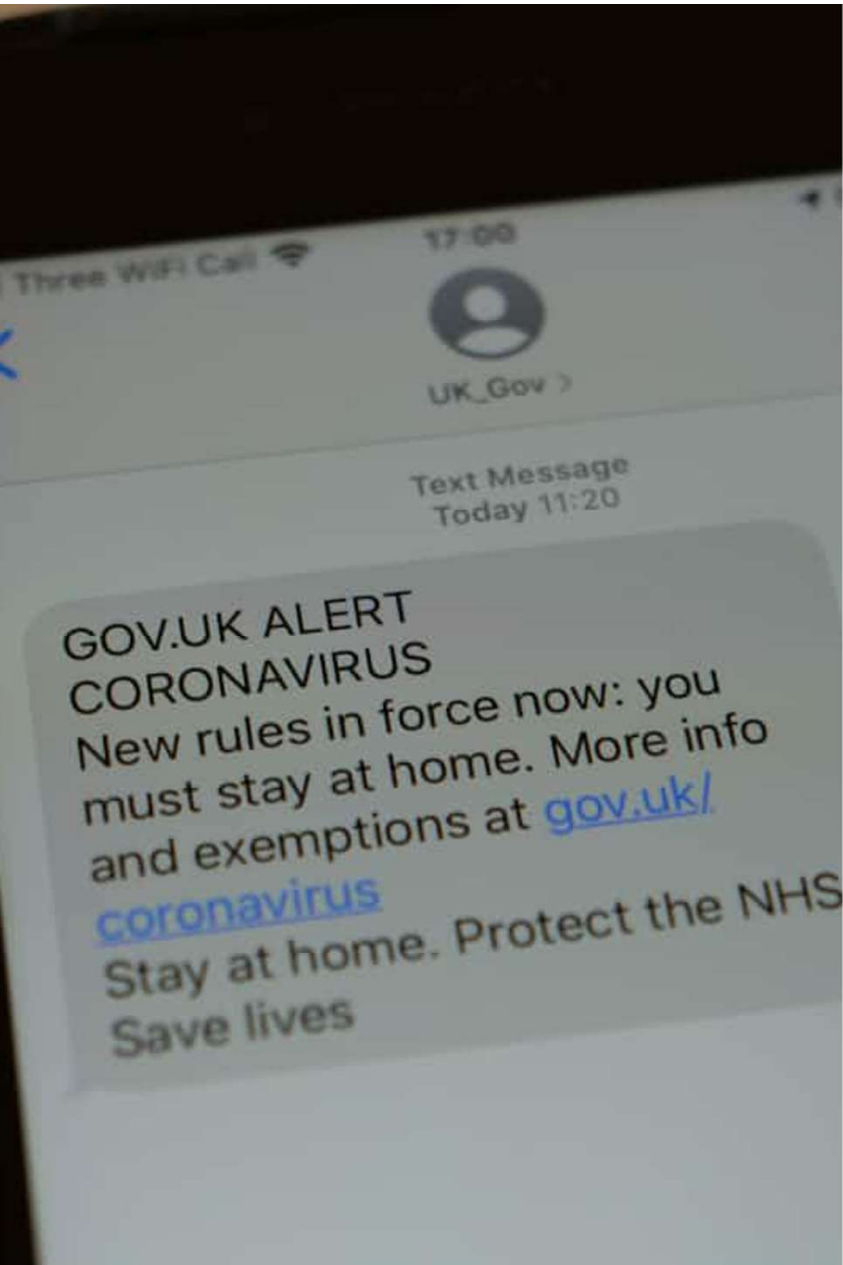 Three WiFi Call
17:00
UK_Gov >
Text Message
Today 11:20
GOV.UK ALERT
CORONAVIRUS
New rules in force now: you
must stay at home. More info
and exemptions at gov.uk/
coronavirus
Stay at home. Protect the NHS
Save lives